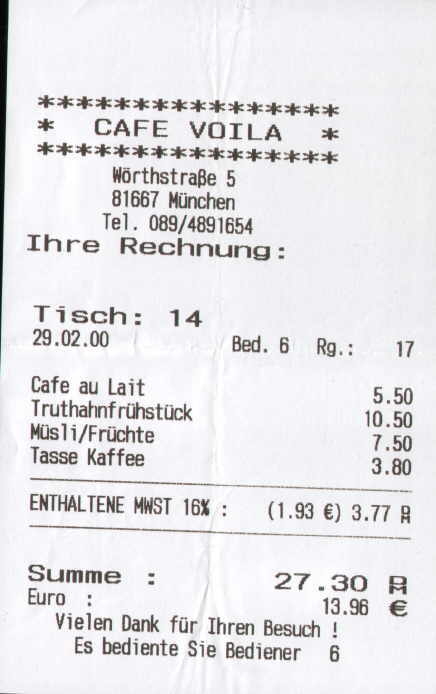 *****************
* CAFE VOILA *
*****************
Wörthstraße 5
81667 München
Tel. 089/4891654
Ihre Rechnung:
Tisch: 14
29.02.00 Bed. 6 Rg.: 17
Cafe au Lait 5.50
Truthahnfrühstück 10.50
Müsli/Früchte 7.50
Tasse Kaffee 3.80
ENTHALTENE MWST 16% : (1.93 €) 3.77
Summe : 27.30
Euro : 13.96 €
Vielen Dank für Ihren Besuch !
Es bediente Sie Bediener 6